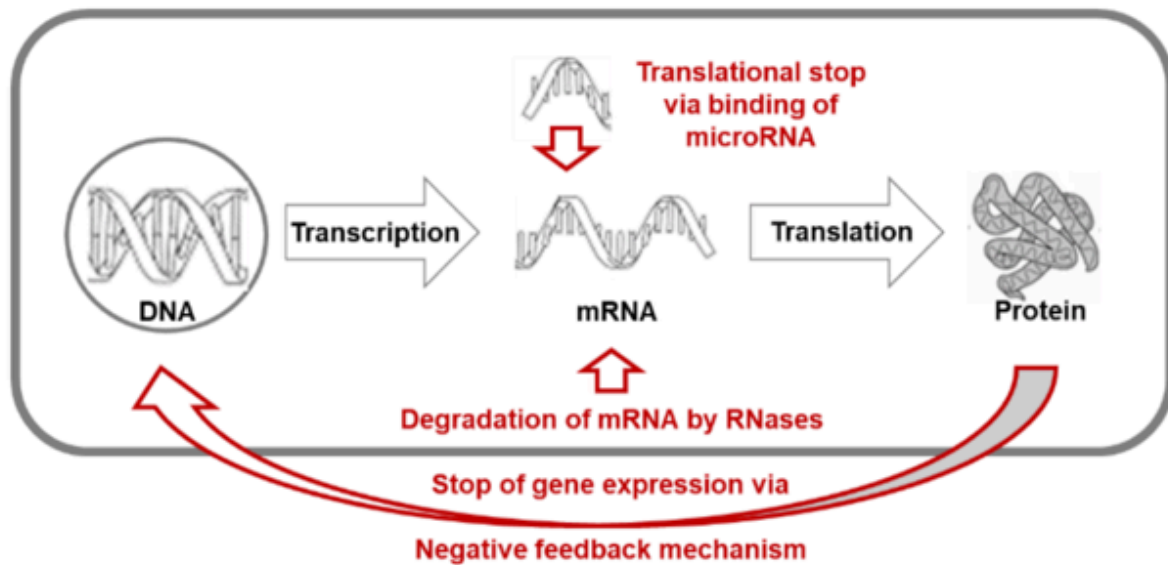 Translational stop
via binding of
microRNA
Transcription
Translation
DNA
mRNA
Protein
Degradation of mRNA by RNases
Stop of gene expression via
Negative feedback mechanism